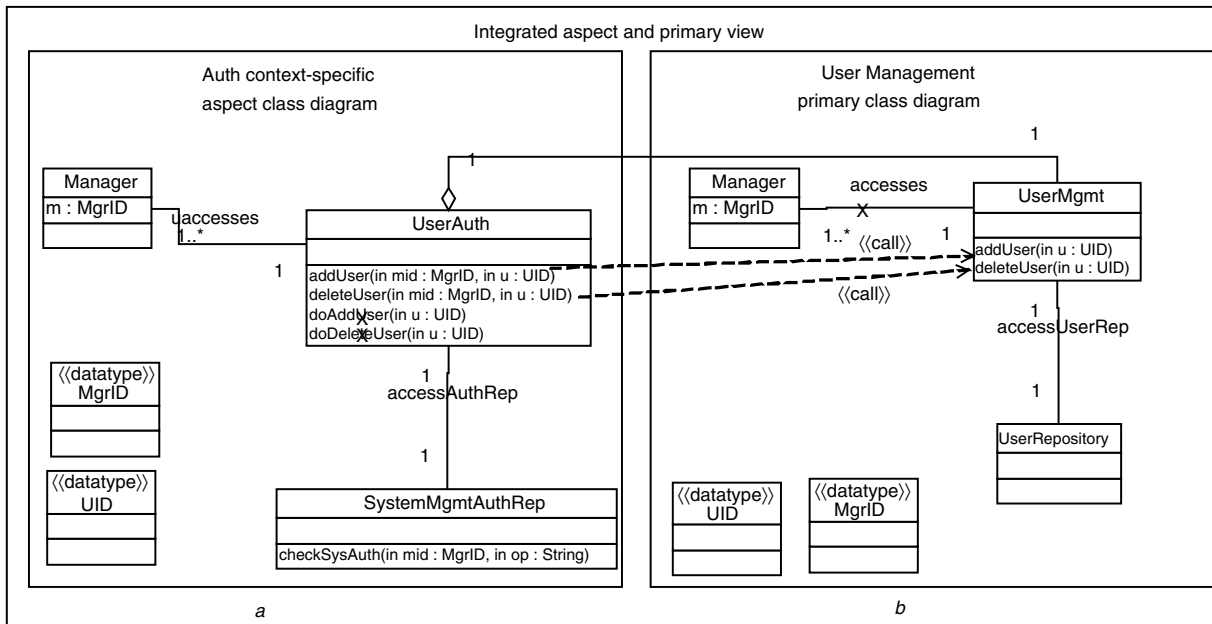 Integrated aspect and primary view
Auth context-specific
aspect class diagram
Manager
m : MgrID
uaccesses
1..*
1
1
UserAuth
addUser(in mid : MgrID, in u : UID)
deleteUser(in mid : MgrID, in u : UID)
doAddUser(in u : UID)
X
doDeleteUser(in u : UID)
X
1
accessAuthRep
1
⟨⟨datatype⟩⟩
MgrID
⟨⟨datatype⟩⟩
UID
SystemMgmtAuthRep
checkSysAuth(in mid : MgrID, in op : String)
a
User Management
primary class diagram
1
Manager
m : MgrID
accesses
X
1..*
1
⟨⟨call⟩⟩
⟨⟨call⟩⟩
UserMgmt
addUser(in u : UID)
deleteUser(in u : UID)
1
accessUserRep
1
UserRepository
⟨⟨datatype⟩⟩
UID
⟨⟨datatype⟩⟩
MgrID
b